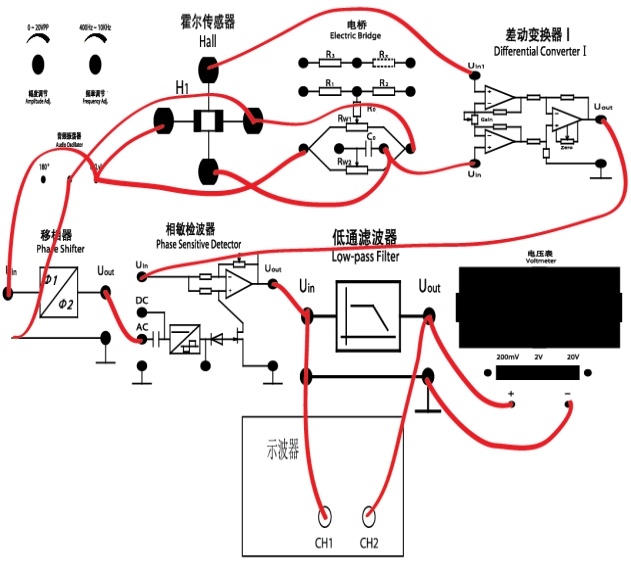 0 ~ 20VPP
400Hz ~ 10KHz
幅度调节
Amplitude Adj.
频率调节
Frequency Adj.
霍尔传感器
Hall
H1
电桥
Electric Bridge
R3
Rx
R1
R2
RW1
C0
RW2
差动变换器 I
Differential Converter I
Uin1
Gain
Zero
Uout
Uin
音频振荡器
Audio Oscillator
180°
移相器
Phase Shifter
Uin
Φ1
Φ2
Uout
相敏检波器
Phase Sensitive Detector
Uin
Uout
DC
AC
低通滤波器
Low-pass Filter
Uin
Uout
电压表
Voltmeter
200mV
2V
20V
+
−
示波器
CH1
CH2